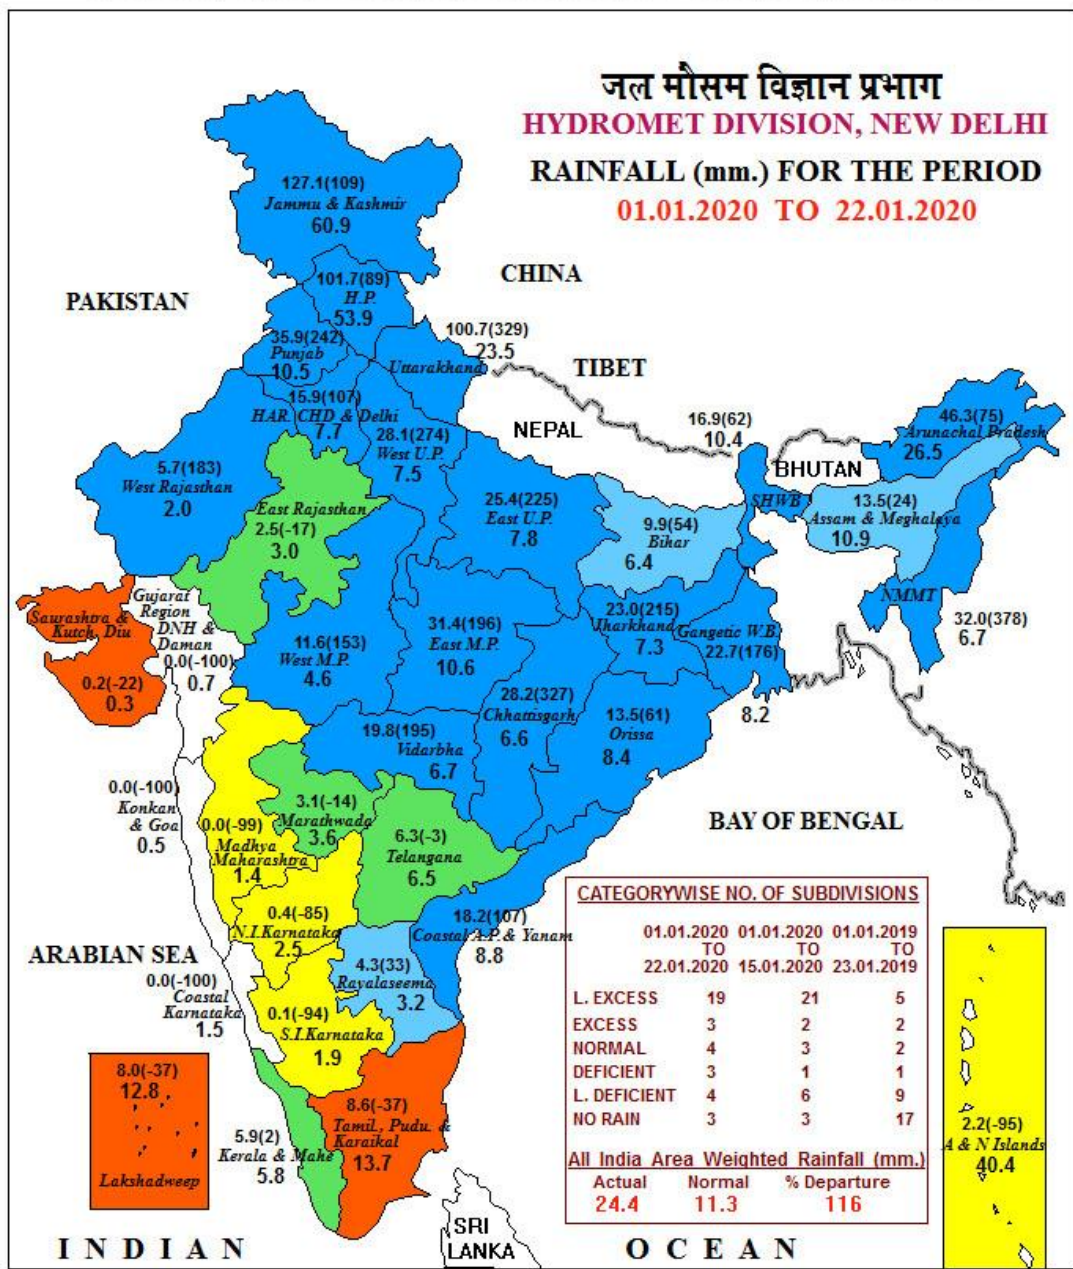 जल मौसम विज्ञान प्रभाग
HYDROMET DIVISION, NEW DELHI
RAINFALL (mm.) FOR THE PERIOD
01.01.2020 TO 22.01.2020
127.1(109)
Jammu & Kashmir
60.9
CHINA
PAKISTAN
101.7(89)
H.P.
53.9
35.9(242)
Punjab
10.5
100.7(329)
23.5
Uttarakhand
TIBET
15.9(107)
HAR. CHD & Delhi
7.7
28.1(274)
West U.P.
7.5
NEPAL
16.9(62)
10.4
SHWB
BHUTAN
46.3(75)
Arunachal Pradesh
26.5
5.7(183)
West Rajasthan
2.0
East Rajasthan
2.5(-17)
3.0
25.4(225)
East U.P.
7.8
9.9(54)
Bihar
6.4
13.5(24)
Assam & Meghalaya
10.9
NMMT
32.0(378)
6.7
Saurashtra &
Kutch, Diu
0.2(-22)
0.3
Gujarat
Region
DNH &
Daman
0.0(-100)
0.7
11.6(153)
West M.P.
4.6
31.4(196)
East M.P.
10.6
23.0(215)
Jharkhand
7.3
Gangetic W.B
22.7(176)
8.2
28.2(327)
Chhattisgarh
6.6
13.5(61)
Orissa
8.4
19.8(195)
Vidarbha
6.7
0.0(-100)
Konkan
& Goa
0.5
0.0(-99)
Madhya
Maharashtra
1.4
3.1(-14)
Marathwada
3.6
6.3(-3)
Telangana
6.5
BAY OF BENGAL
0.4(-85)
N.I.Karnataka
2.5
18.2(107)
Coastal A.P. & Yanam
8.8
ARABIAN SEA
0.0(-100)
Coastal
Karnataka
1.5
4.3(33)
Rayalaseema
3.2
0.1(-94)
S.I.Karnataka
1.9
8.0(-37)
12.8
Lakshadweep
5.9(2)
Kerala & Mahe
5.8
8.6(-37)
Tamil., Pudu. &
Karaikal
13.7
CATEGORYWISE NO. OF SUBDIVISIONS
01.01.2020 01.01.2020 01.01.2019
TO TO TO
22.01.2020 15.01.2020 23.01.2019
L. EXCESS 19 21 5
EXCESS 3 2 2
NORMAL 4 3 2
DEFICIENT 3 1 1
L. DEFICIENT 4 6 9
NO RAIN 3 3 17
All India Area Weighted Rainfall (mm.)
Actual Normal % Departure
24.4 11.3 116
2.2(-95)
A & N Islands
40.4
SRI
LANKA
INDIAN OCEAN